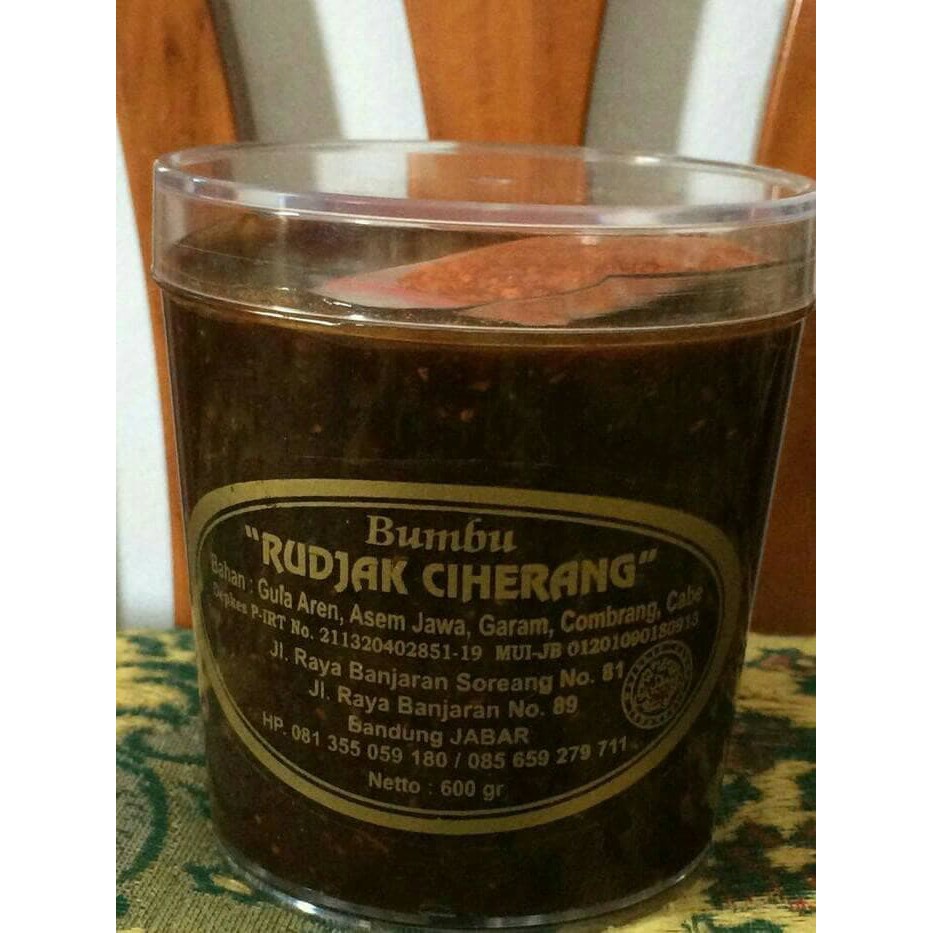 Bumbu
"RUDJAK CIHERANG"
Bahan : Gula Aren, Asem Jawa, Garam, Combrang, Cabe
Depkes P-IRT No. 211320402851-19 MUI-JB 01201090180913
Jl. Raya Banjaran Soreang No. 81
Jl. Raya Banjaran No. 89
Bandung JABAR
HP. 081 355 059 180 / 085 659 279 711
Netto : 600 gr